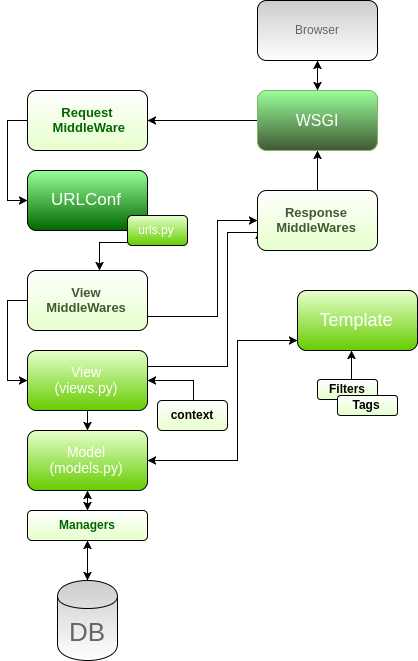 Browser
WSGI
Request
MiddleWare
URLConf
urls.py
Response
MiddleWares
View
MiddleWares
Template
View
(views.py)
Filters
Tags
context
Model
(models.py)
Managers
DB